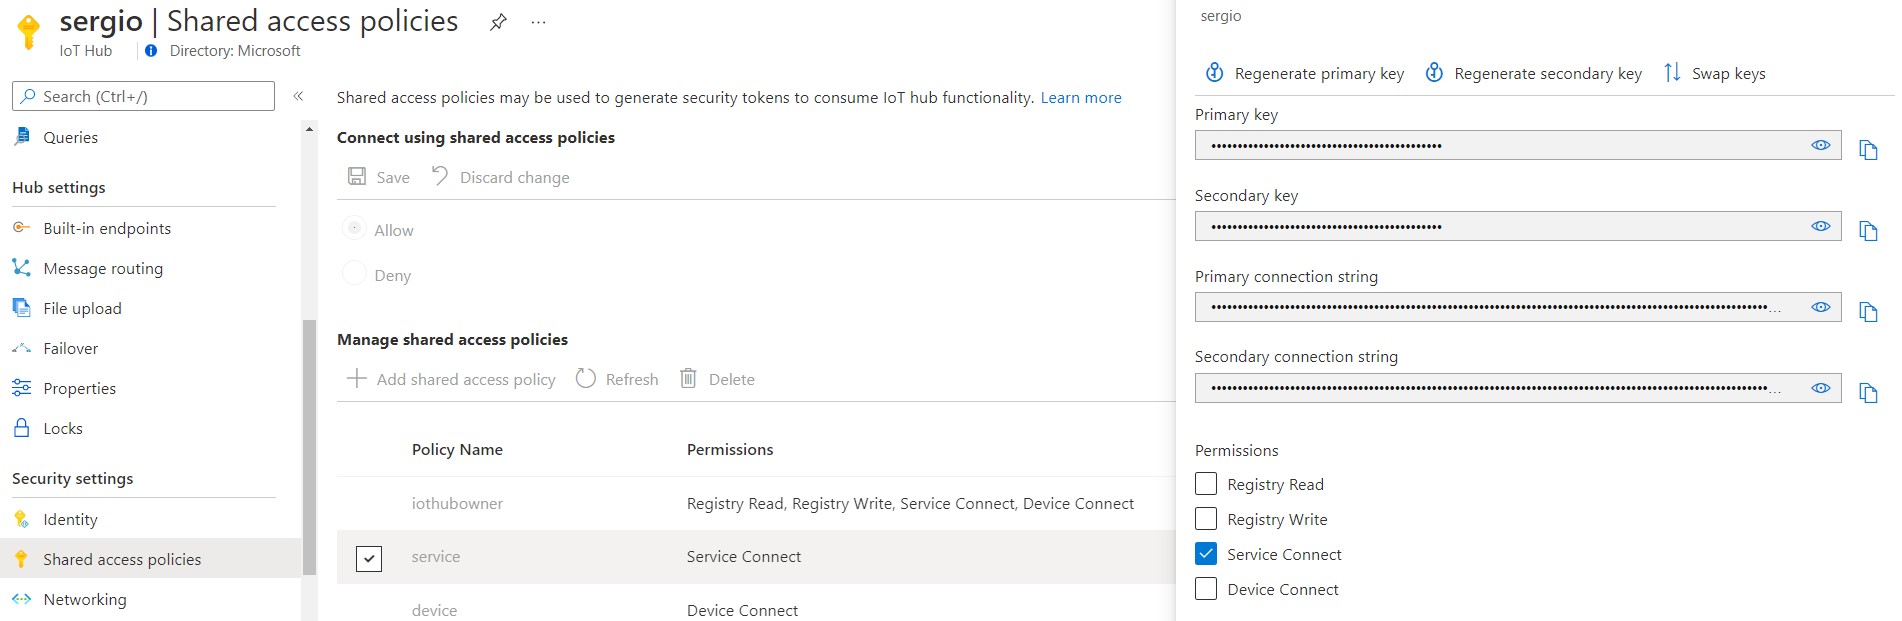 sergio | Shared access policies ...
IoT Hub
Directory: Microsoft
Search (Ctrl+/)
Queries
Hub settings
Built-in endpoints
Message routing
File upload
Failover
Properties
Locks
Security settings
Identity
Shared access policies
Networking
Shared access policies may be used to generate security tokens to consume IoT hub functionality. Learn more
Connect using shared access policies
Save Discard change
Allow
Deny
Manage shared access policies
Add shared access policy Refresh Delete
Policy Name Permissions
iothubowner Registry Read, Registry Write, Service Connect, Device Connect
service Service Connect
device Device Connect
sergio
Regenerate primary key Regenerate secondary key Swap keys
Primary key
Secondary key
Primary connection string
Secondary connection string
Permissions
Registry Read
Registry Write
Service Connect
Device Connect